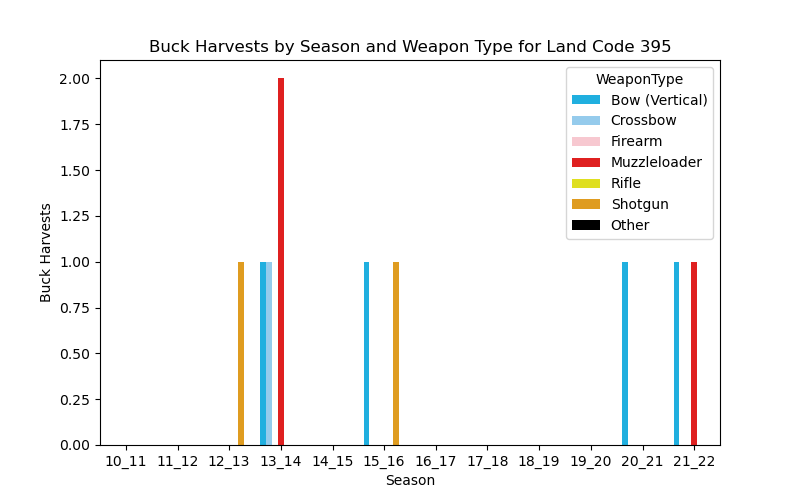 Buck Harvests by Season and Weapon Type for Land Code 395
WeaponType
Bow (Vertical)
Crossbow
Firearm
Muzzleloader
Rifle
Shotgun
Other
Buck Harvests
2.00
1.75
1.50
1.25
1.00
0.75
0.50
0.25
0.00
10_11 11_12 12_13 13_14 14_15 15_16 16_17 17_18 18_19 19_20 20_21 21_22
Season